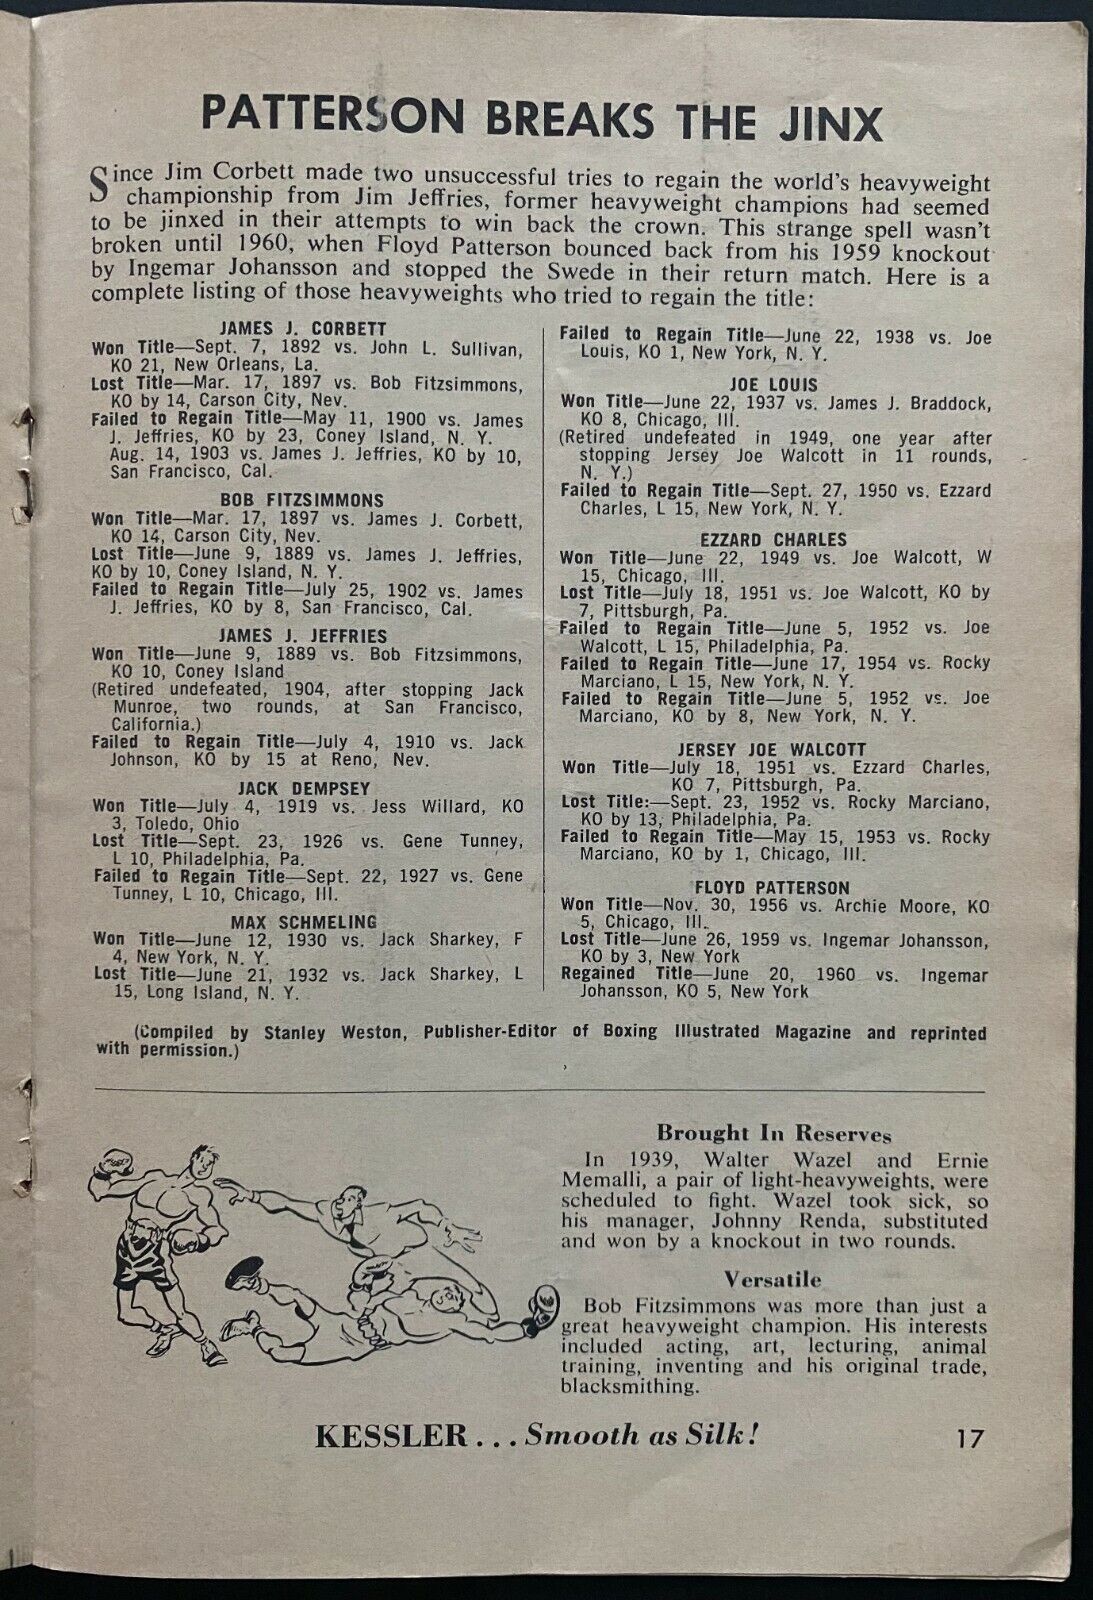 PATTERSON BREAKS THE JINX
Since Jim Corbett made two unsuccessful tries to regain the world's heavyweight
championship from Jim Jeffries, former heavyweight champions had seemed
to be jinxed in their attempts to win back the crown. This strange spell wasn't
broken until 1960, when Floyd Patterson bounced back from his 1959 knockout
by Ingemar Johansson and stopped the Swede in their return match. Here is a
complete listing of those heavyweights who tried to regain the title:
JAMES J. CORBETT
Won Title—Sept. 7, 1892 vs. John L. Sullivan,
KO 21, New Orleans, La.
Lost Title—Mar. 17, 1897 vs. Bob Fitzsimmons,
KO by 14, Carson City, Nev.
Failed to Regain Title—May 11, 1900 vs. James
J. Jeffries, KO by 23, Coney Island, N. Y.
Aug. 14, 1903 vs. James J. Jeffries, KO by 10,
San Francisco, Cal.
BOB FITZSIMMONS
Won Title—Mar. 17, 1897 vs. James J. Corbett,
KO 14, Carson City, Nev.
Lost Title—June 9, 1889 vs. James J. Jeffries,
KO by 10, Coney Island, N. Y.
Failed to Regain Title—July 25, 1902 vs. James
J. Jeffries, KO by 8, San Francisco, Cal.
JAMES J. JEFFRIES
Won Title—June 9, 1889 vs. Bob Fitzsimmons,
KO 10, Coney Island
(Retired undefeated, 1904, after stopping Jack
Munroe, two rounds, at San Francisco,
California.)
Failed to Regain Title—July 4, 1910 vs. Jack
Johnson, KO by 15 at Reno, Nev.
JACK DEMPSEY
Won Title—July 4, 1919 vs. Jess Willard, KO
3, Toledo, Ohio
Lost Title—Sept. 23, 1926 vs. Gene Tunney,
L 10, Philadelphia, Pa.
Failed to Regain Title—Sept. 22, 1927 vs. Gene
Tunney, L 10, Chicago, Ill.
MAX SCHMELING
Won Title—June 12, 1930 vs. Jack Sharkey, F
4, New York, N. Y.
Lost Title—June 21, 1932 vs. Jack Sharkey, L
15, Long Island, N. Y.
Failed to Regain Title—June 22, 1938 vs. Joe
Louis, KO 1, New York, N. Y.
JOE LOUIS
Won Title—June 22, 1937 vs. James J. Braddock,
KO 8, Chicago, Ill.
(Retired undefeated in 1949, one year after
stopping Jersey Joe Walcott in 11 rounds,
N. Y.)
Failed to Regain Title—Sept. 27, 1950 vs. Ezzard
Charles, L 15, New York, N. Y.
EZZARD CHARLES
Won Title—June 22, 1949 vs. Joe Walcott, W
15, Chicago, Ill.
Lost Title—July 18, 1951 vs. Joe Walcott, KO by
7, Pittsburgh, Pa.
Failed to Regain Title—June 5, 1952 vs. Joe
Walcott, L 15, Philadelphia, Pa.
Failed to Regain Title—June 17, 1954 vs. Rocky
Marciano, L 15, New York, N. Y.
Failed to Regain Title—June 5, 1952 vs. Joe
Marciano, KO by 8, New York, N. Y.
JERSEY JOE WALCOTT
Won Title—July 18, 1951 vs. Ezzard Charles,
KO 7, Pittsburgh, Pa.
Lost Title:—Sept. 23, 1952 vs. Rocky Marciano,
KO by 13, Philadelphia, Pa.
Failed to Regain Title—May 15, 1953 vs. Rocky
Marciano, KO by 1, Chicago, Ill.
FLOYD PATTERSON
Won Title—Nov. 30, 1956 vs. Archie Moore, KO
5, Chicago, Ill.
Lost Title—June 26, 1959 vs. Ingemar Johansson,
KO by 3, New York
Regained Title—June 20, 1960 vs. Ingemar
Johansson, KO 5, New York
(Compiled by Stanley Weston, Publisher-Editor of Boxing Illustrated Magazine and reprinted
with permission.)
Brought In Reserves
In 1939, Walter Wazel and Ernie
Memalli, a pair of light-heavyweights, were
scheduled to fight. Wazel took sick, so
his manager, Johnny Renda, substituted
and won by a knockout in two rounds.
Versatile
Bob Fitzsimmons was more than just a
great heavyweight champion. His interests
included acting, art, lecturing, animal
training, inventing and his original trade,
blacksmithing.
KESSLER... Smooth as Silk!
17